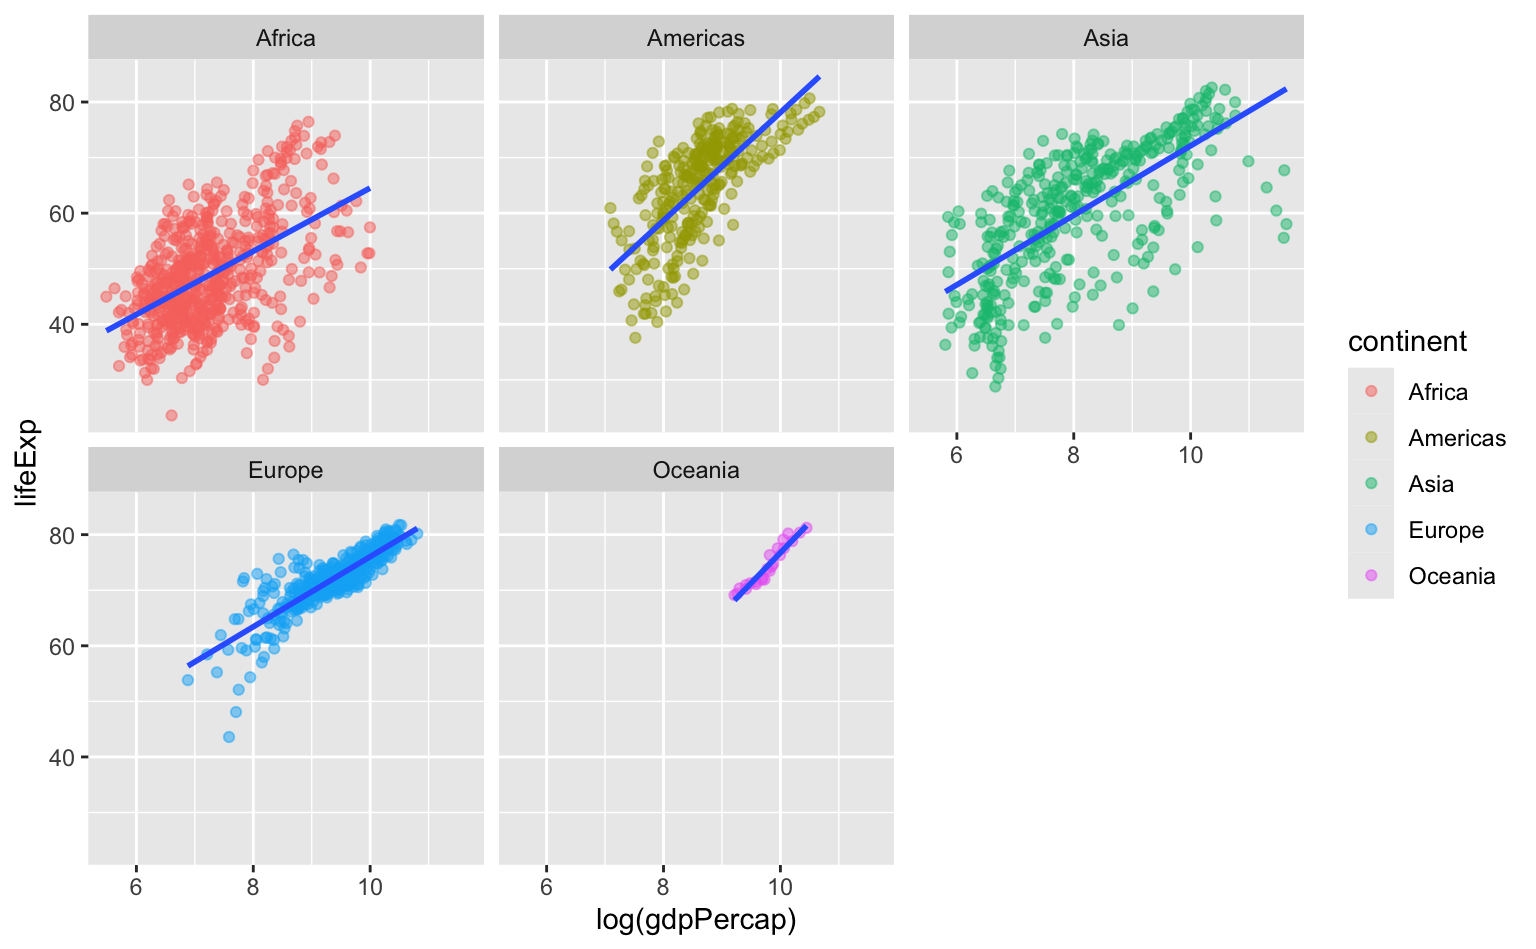 Africa Americas Asia
80
60
40
6 8 10
Europe Oceania
80
60
40
6 8 10 6 8 10
lifeExp
log(gdpPercap)
continent
Africa
Americas
Asia
Europe
Oceania